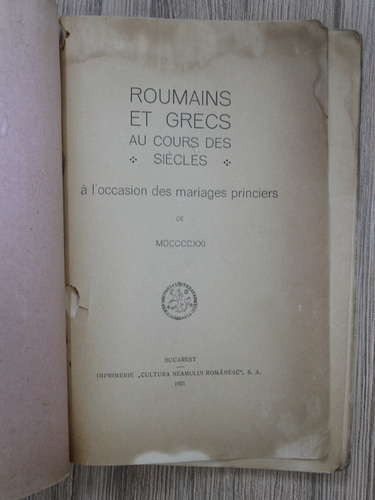 ROUMAINS
ET GRECS
AU COURS DES
SIÈCLES
à l'occasion des mariages princiers
DE
MDCCCCXXI
BUCAREST
IMPRIMERIE „CULTURA NEAMULUI ROMÂNESC", S. A.
1921